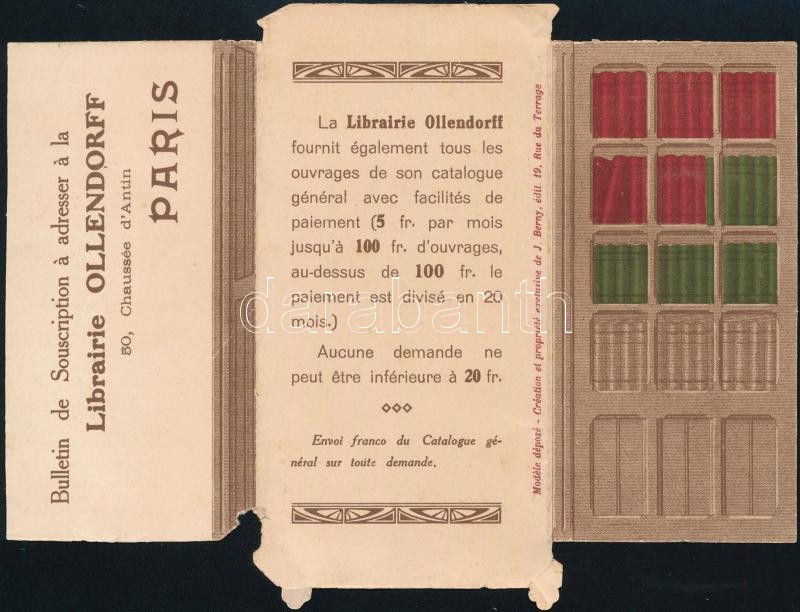 Bulletin de Souscription à adresser à la
Librairie OLLENDORFF
50, Chaussée d'Antin
PARIS
La Librairie Ollendorff
fournit également tous les
ouvrages de son catalogue
général avec facilités de
paiement (5 fr. par mois
jusqu'à 100 fr. d'ouvrages,
au-dessus de 100 fr. le
paiement est divisé en 20
mois.)
Aucune demande ne
peut être inférieure à 20 fr.
Envoi franco du Catalogue gé-
néral sur toute demande.
Modèle déposé - Création et propriété exclusive de J. Berny, édit. 19, Rue du Terrage
darabanth